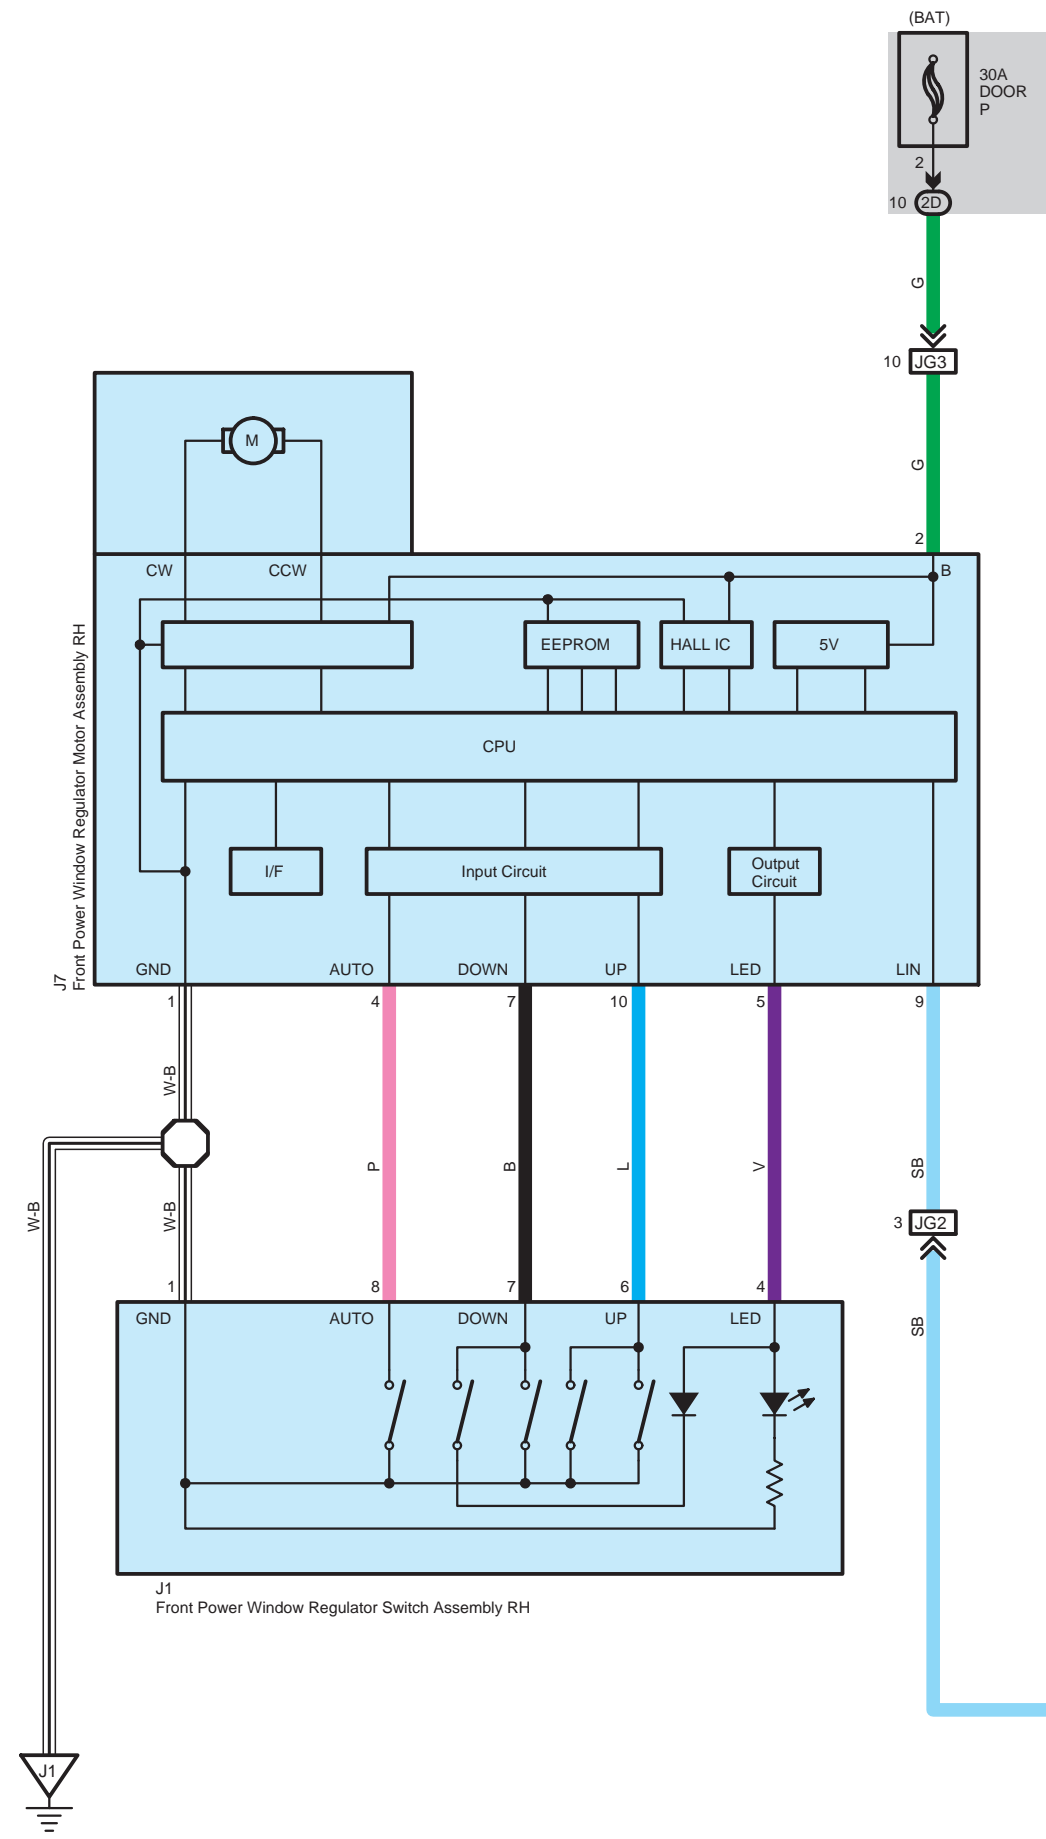 (BAT)
30A
DOOR
P
2
10 2D
G
10 JG3
G
2
M
CW CCW B
EEPROM HALL IC 5V
CPU
I/F Input Circuit Output
Circuit
J7
Front Power Window Regulator Motor Assembly RH
GND AUTO DOWN UP LED LIN
1 4 7 10 5 9
W-B
P B L V SB
W-B W-B
3 JG2
1 8 7 6 4
GND AUTO DOWN UP LED
SB
J1
Front Power Window Regulator Switch Assembly RH
J1